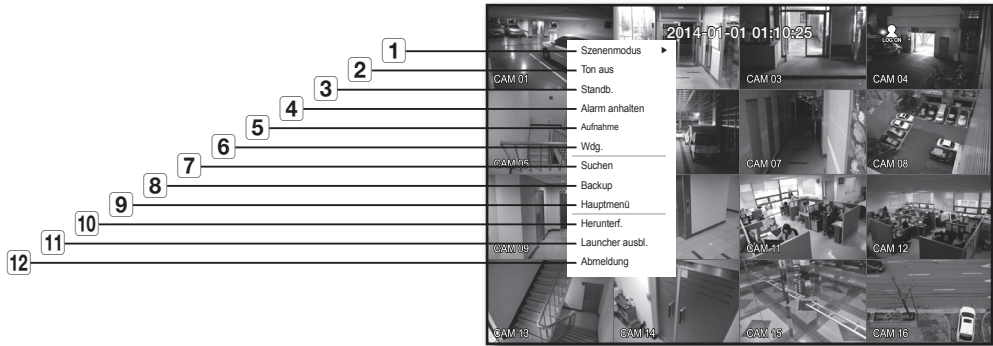 2014-01-01 01:10:25
LOG ON
1 Szenenmodus
2 Ton aus
3 Standb.
4 Alarm anhalten
5 Aufnahme
6 Wdg.
7 Suchen
8 Backup
9 Hauptmenü
10 Herunterf.
11 Launcher ausbl.
12 Abmeldung
CAM 01
CAM 03
CAM 04
CAM 05
CAM 07
CAM 08
CAM 09
CAM 11
CAM 12
CAM 13
CAM 14
CAM 15
CAM 16